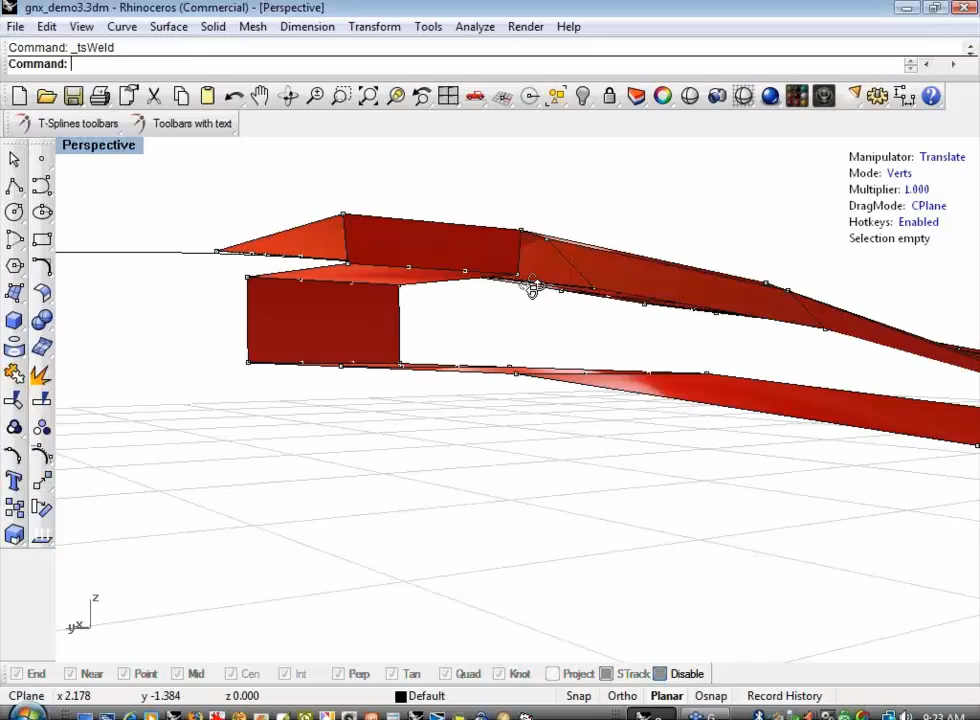 gnx_demo3.3dm - Rhinoceros (Commercial) - [Perspective]
File Edit View Curve Surface Solid Mesh Dimension Transform Tools Analyze Render Help
Command: _tsWeld
Command:
T-Splines toolbars Toolbars with text
Perspective
Manipulator: Translate
Mode: Verts
Multiplier: 1.000
DragMode: CPlane
Hotkeys: Enabled
Selection empty
z
y x
End Near Point Mid Cen Int Perp Tan Quad Knot Project STrack Disable
CPlane x 2.178 y -1.384 z 0.000 Default Snap Ortho Planar Osnap Record History
9:23 AM